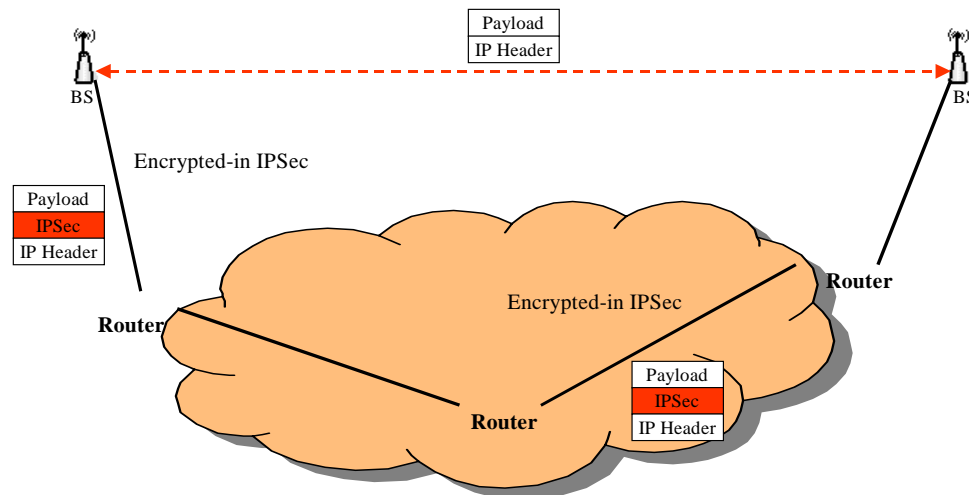 Payload
IP Header
BS
BS
Encrypted-in IPSec
Payload
IPSec
IP Header
Router
Router
Encrypted-in IPSec
Payload
IPSec
IP Header
Router